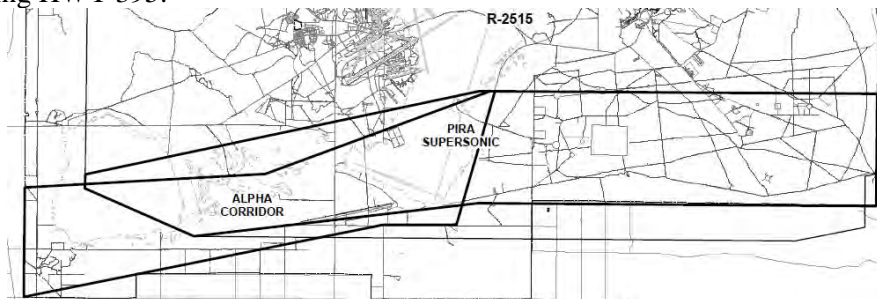 R-2515
PIRA
SUPERSONIC
ALPHA
CORRIDOR